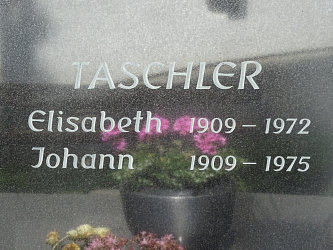 TASCHLER
Elisabeth 1909 – 1972
Johann 1909 – 1975